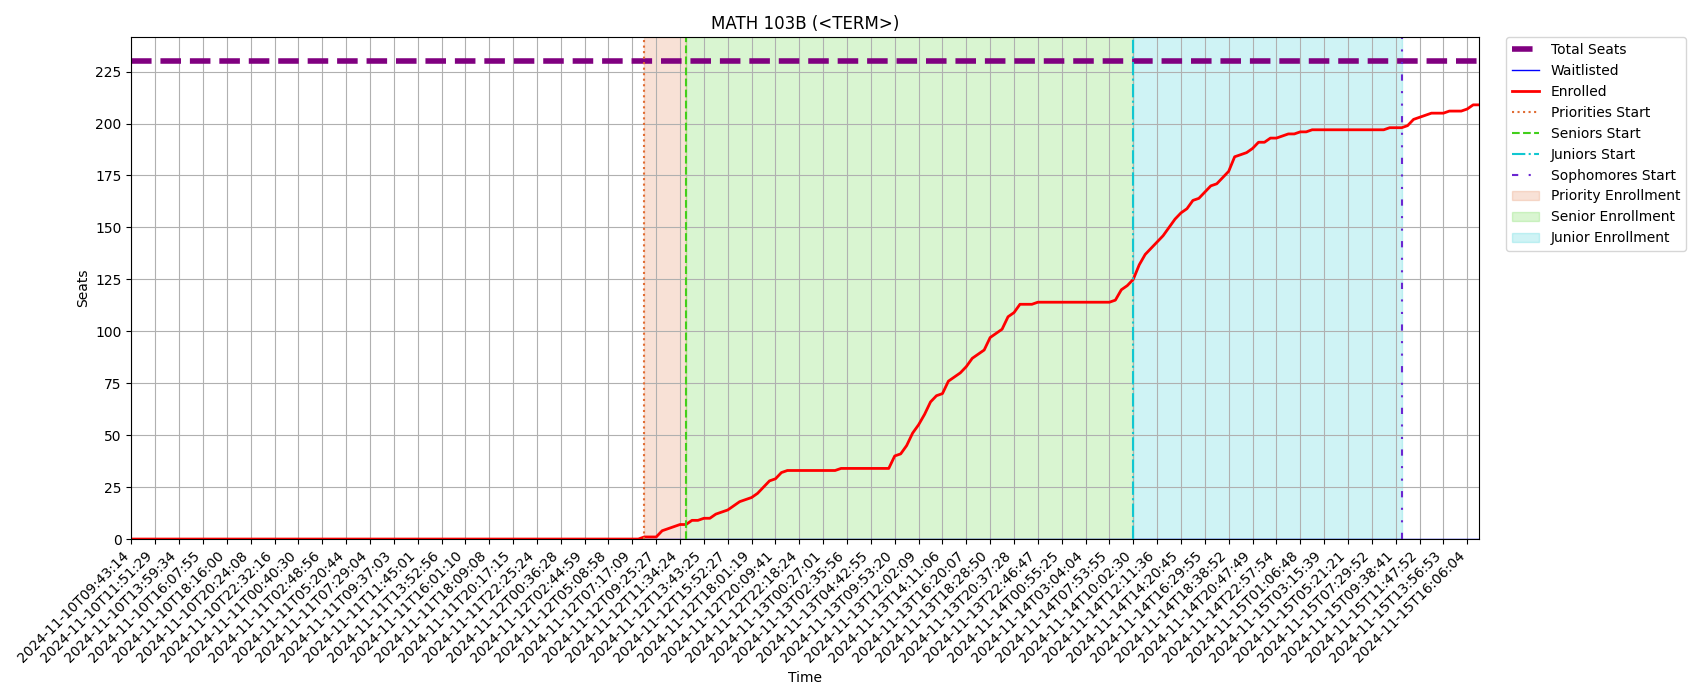 MATH 103B (<TERM>)
Seats
225
200
175
150
125
100
75
50
25
0
2024-11-10T09:43:14
2024-11-10T11:51:29
2024-11-10T13:59:34
2024-11-10T16:07:55
2024-11-10T18:16:00
2024-11-10T20:24:08
2024-11-10T22:32:16
2024-11-11T00:40:30
2024-11-11T02:48:56
2024-11-11T05:20:44
2024-11-11T07:29:04
2024-11-11T09:37:03
2024-11-11T11:45:01
2024-11-11T13:52:56
2024-11-11T16:01:10
2024-11-11T18:09:08
2024-11-11T20:17:15
2024-11-11T22:25:24
2024-11-12T00:36:28
2024-11-12T02:44:59
2024-11-12T05:08:58
2024-11-12T07:17:09
2024-11-12T09:25:27
2024-11-12T11:34:24
2024-11-12T13:43:25
2024-11-12T15:52:27
2024-11-12T18:01:19
2024-11-12T20:09:41
2024-11-12T22:18:24
2024-11-13T00:27:01
2024-11-13T02:35:56
2024-11-13T04:42:55
2024-11-13T09:53:20
2024-11-13T12:02:09
2024-11-13T14:11:06
2024-11-13T16:20:07
2024-11-13T18:28:50
2024-11-13T20:37:28
2024-11-13T22:46:47
2024-11-14T00:55:25
2024-11-14T03:04:04
2024-11-14T07:53:55
2024-11-14T10:02:30
2024-11-14T12:11:36
2024-11-14T14:20:45
2024-11-14T16:29:55
2024-11-14T18:38:52
2024-11-14T20:47:49
2024-11-14T22:57:54
2024-11-15T01:06:48
2024-11-15T03:15:39
2024-11-15T05:21:21
2024-11-15T07:29:52
2024-11-15T09:38:41
2024-11-15T11:47:52
2024-11-15T13:56:53
2024-11-15T16:06:04
Time
Total Seats
Waitlisted
Enrolled
Priorities Start
Seniors Start
Juniors Start
Sophomores Start
Priority Enrollment
Senior Enrollment
Junior Enrollment